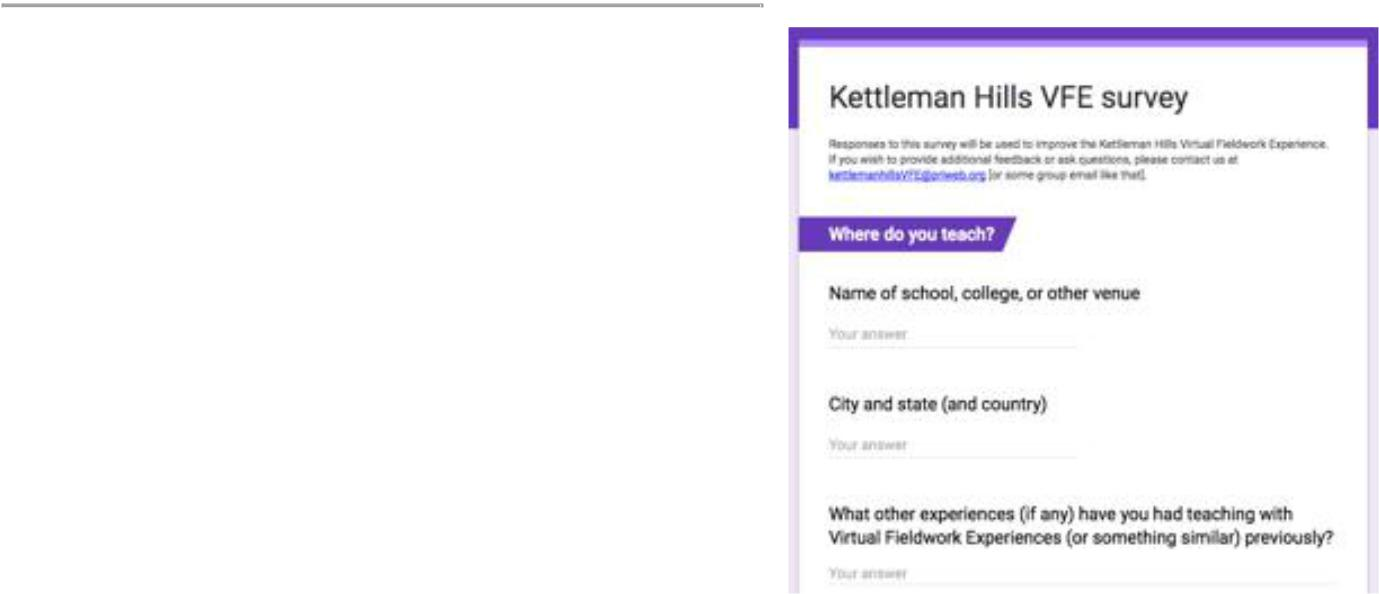 Kettleman Hills VFE survey
Responses to this survey will be used to improve the Kettleman Hills Virtual Fieldwork Experience.
If you wish to provide additional feedback or ask questions, please contact us at
kettlemanhillsVFE@priweb.org [or some group email like that].
Where do you teach?
Name of school, college, or other venue
Your answer
City and state (and country)
Your answer
What other experiences (if any) have you had teaching with
Virtual Fieldwork Experiences (or something similar) previously?
Your answer